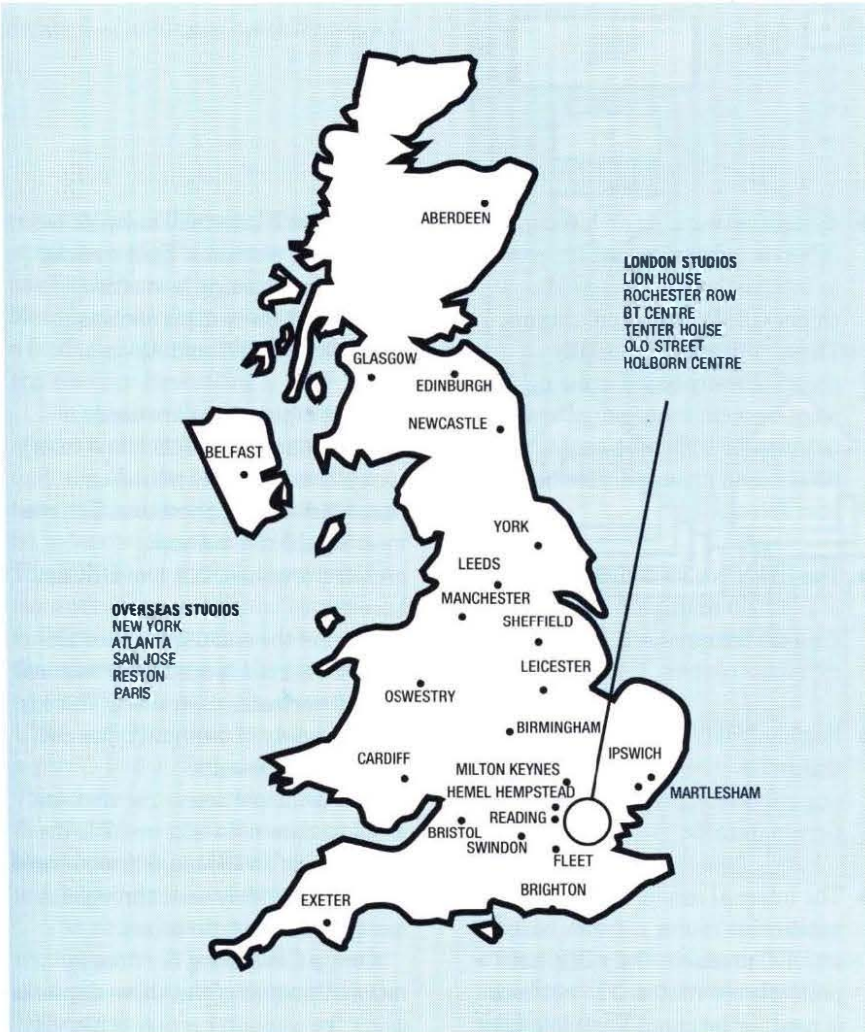 ABERDEEN
LONDON STUDIOS
LION HOUSE
ROCHESTER ROW
BT CENTRE
TENTER HOUSE
OLO STREET
HOLBORN CENTRE
GLASGOW
EDINBURGH
NEWCASTLE
BELFAST
YORK
LEEDS
MANCHESTER
SHEFFIELD
OVERSEAS STUDIOS
NEW YORK
ATLANTA
SAN JOSE
RESTON
PARIS
LEICESTER
OSWESTRY
BIRMINGHAM
IPSWICH
CARDIFF
MILTON KEYNES
MARTLESHAM
HEMEL HEMPSTEAD
READING
BRISTOL
SWINDON
FLEET
BRIGHTON
EXETER